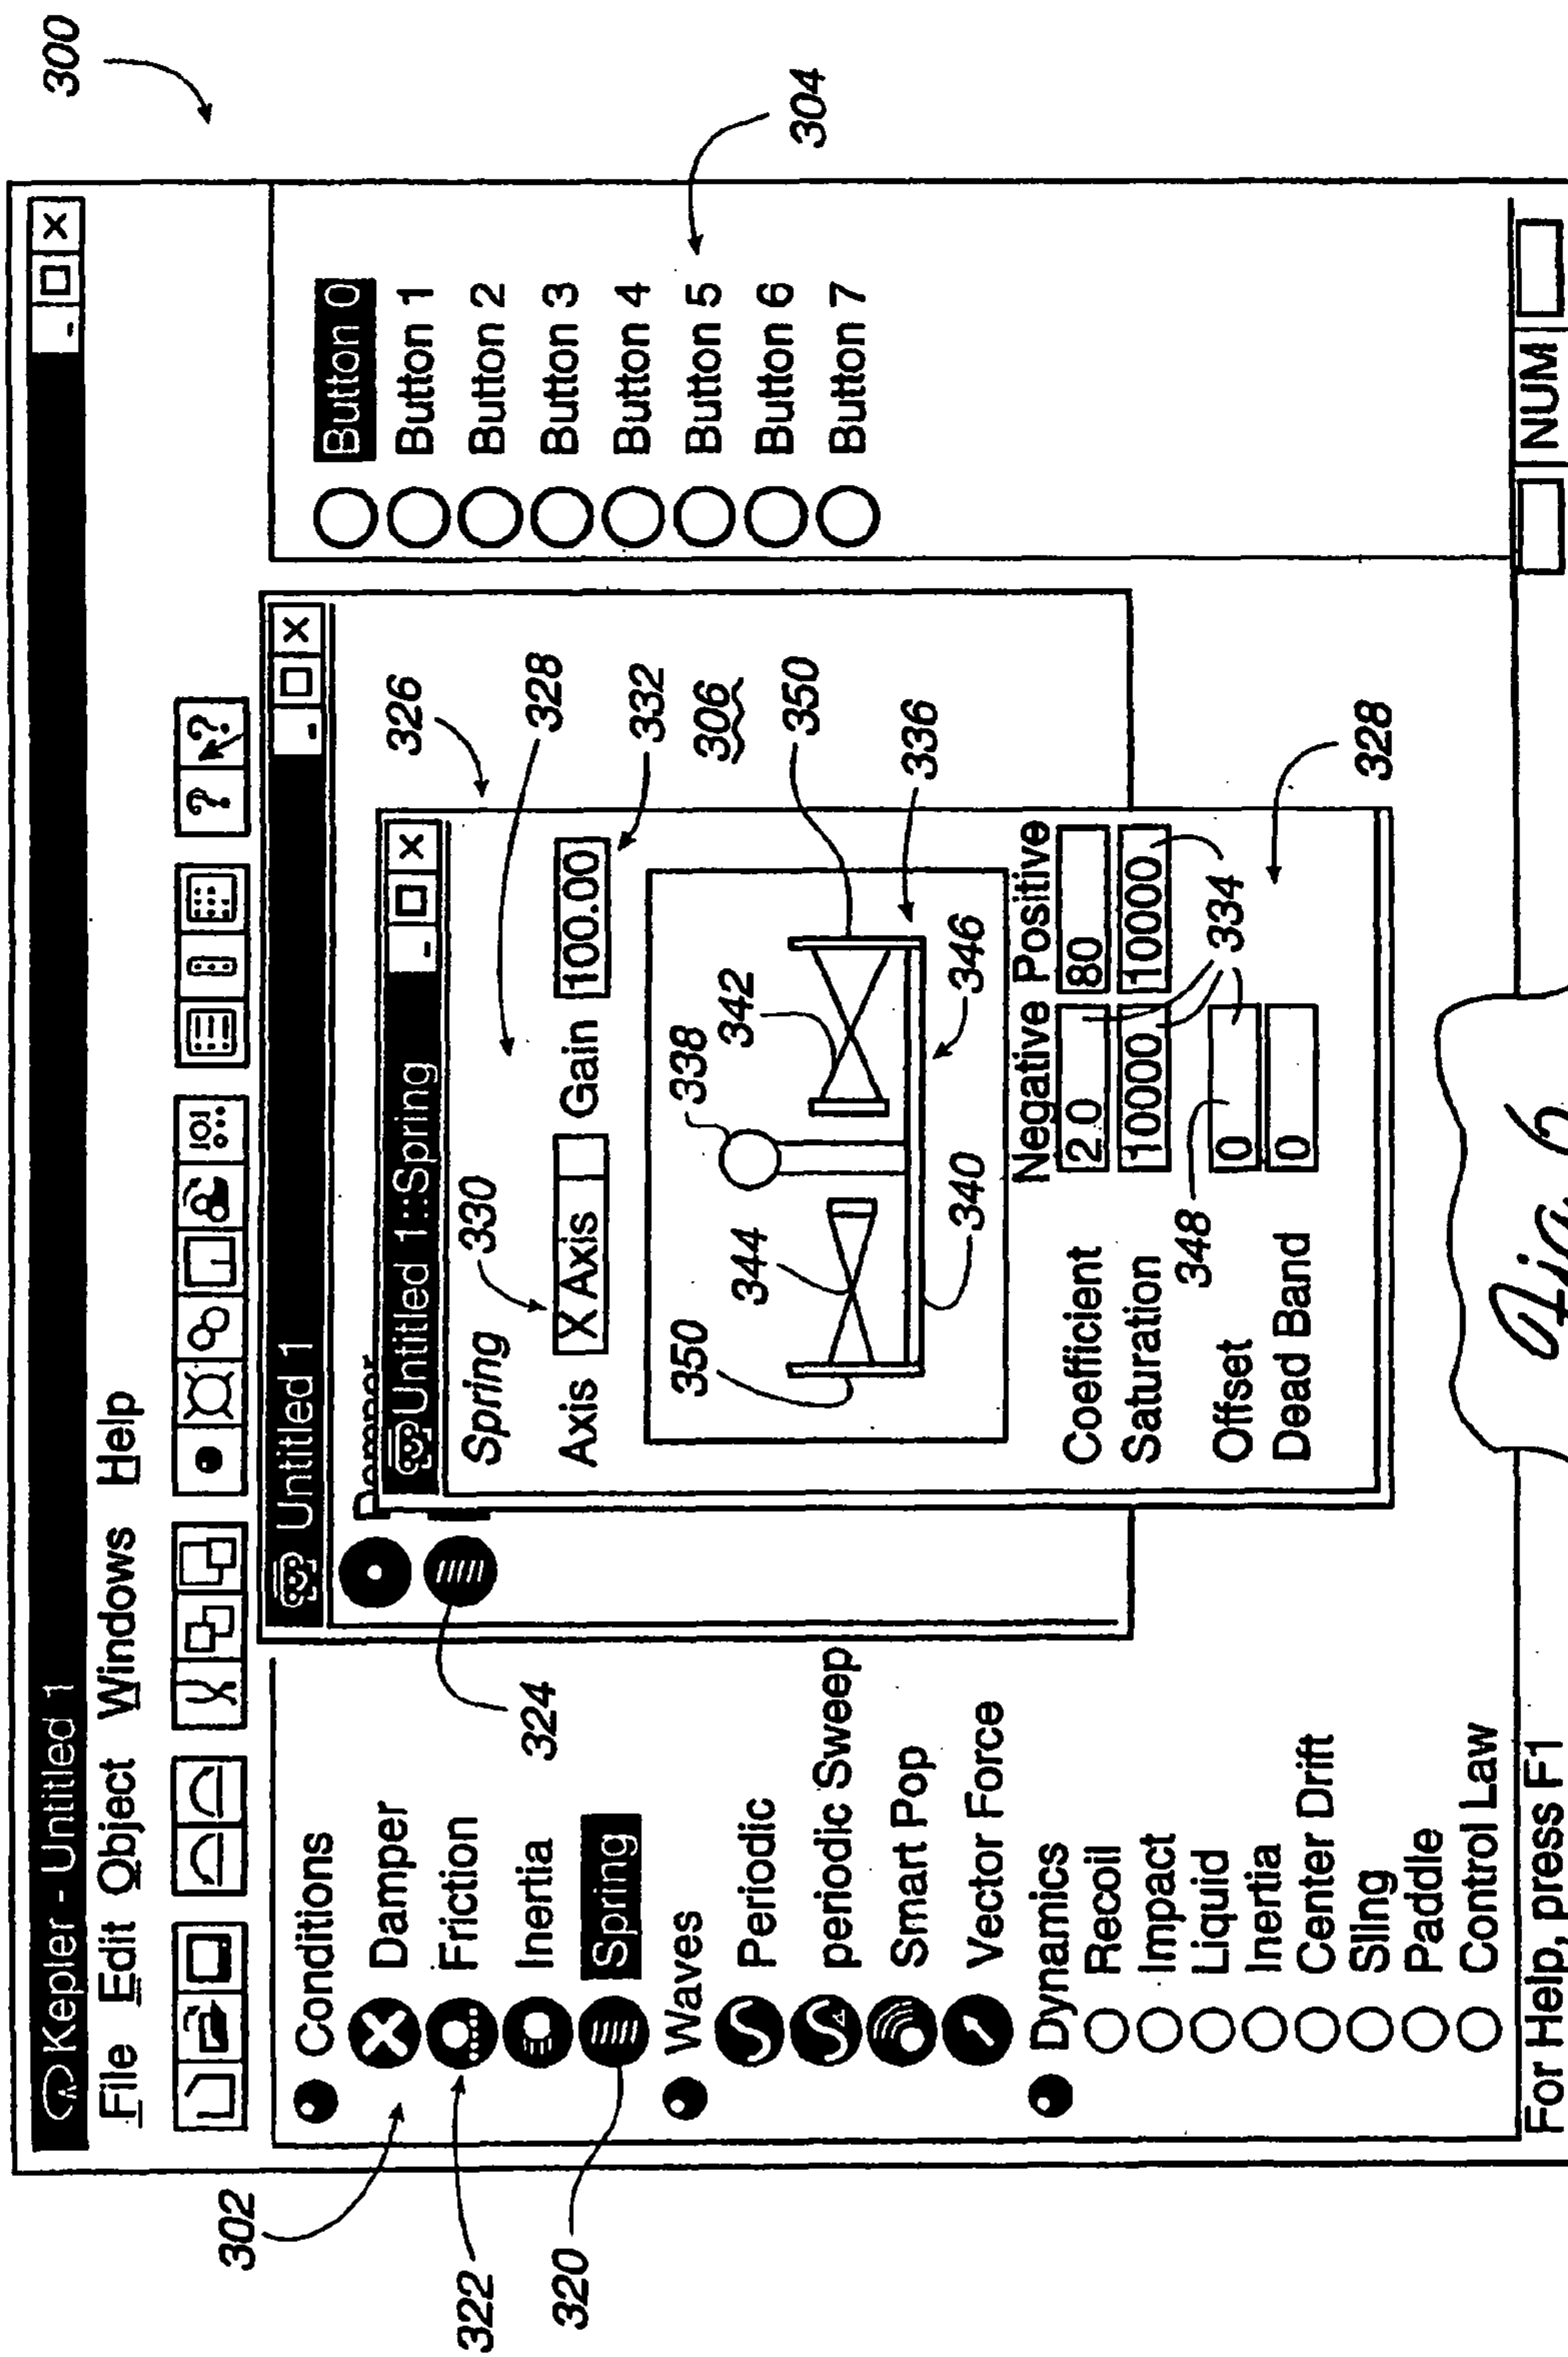 300
Kepler - Untitled 1
File Edit Object Windows Help
302
Conditions
322
Damper
Friction
Inertia
320
Spring
Waves
Periodic
periodic Sweep
Smart Pop
Vector Force
Dynamics
Recoil
Impact
Liquid
Inertia
Center Drift
Sling
Paddle
Control Law
324
Untitled 1
Damper
326
Untitled 1::Spring
Spring
330
328
Axis X Axis Gain 100.00
332
306
338
342
350
344
350
336
340
346
Negative Positive
Coefficient 2.0 80
Saturation 10000 10000
348
334
Offset 0
Dead Band 0
328
Button 0
Button 1
Button 2
Button 3
Button 4
Button 5
Button 6
Button 7
304
For Help, press F1
NUM
Fig 6